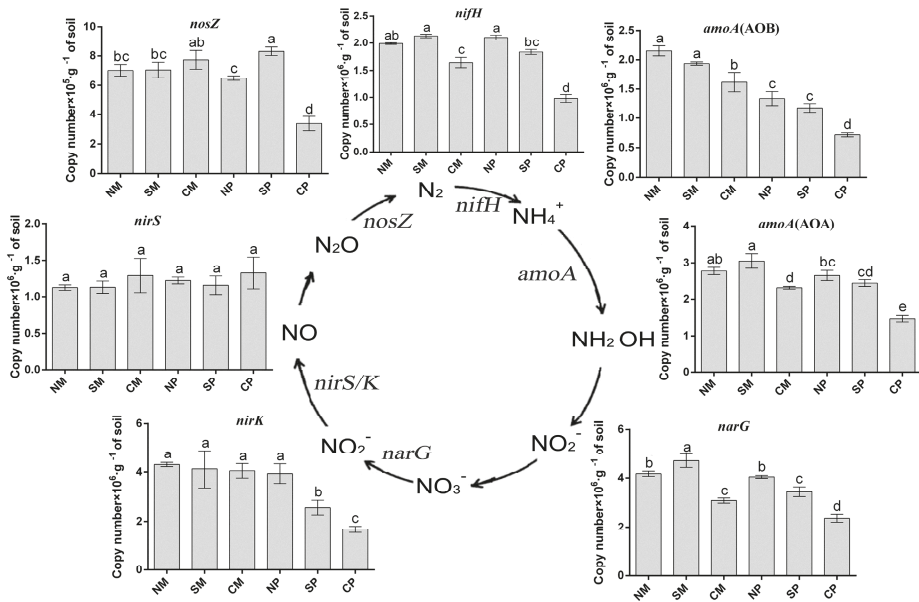 nosZ
Copy number×10⁵·g⁻¹ of soil
10
8
6
4
2
0
bc bc ab c a d
NM SM CM NP SP CP
nifH
Copy number×10⁶·g⁻¹ of soil
2.5
2.0
1.5
1.0
0.5
0.0
ab a c a bc d
NM SM CM NP SP CP
amoA(AOB)
Copy number×10⁶·g⁻¹ of soil
2.5
2.0
1.5
1.0
0.5
0.0
a a b c c d
NM SM CM NP SP CP
nirS
Copy number×10⁶·g⁻¹ of soil
2.0
1.5
1.0
0.5
0.0
a a a a a a
NM SM CM NP SP CP
N₂
nosZ
nifH
N₂O
NH₄⁺
amoA
NO
NH₂ OH
nirS/K
NO₂⁻
narG
NO₃⁻
NO₂⁻
amoA(AOA)
Copy number×10⁶·g⁻¹ of soil
4
3
2
1
0
ab a d bc cd e
NM SM CM NP SP CP
nirK
Copy number×10⁶·g⁻¹ of soil
6
4
2
0
a a a a b c
NM SM CM NP SP CP
narG
Copy number×10⁶·g⁻¹ of soil
6
4
2
0
b a c b c d
NM SM CM NP SP CP